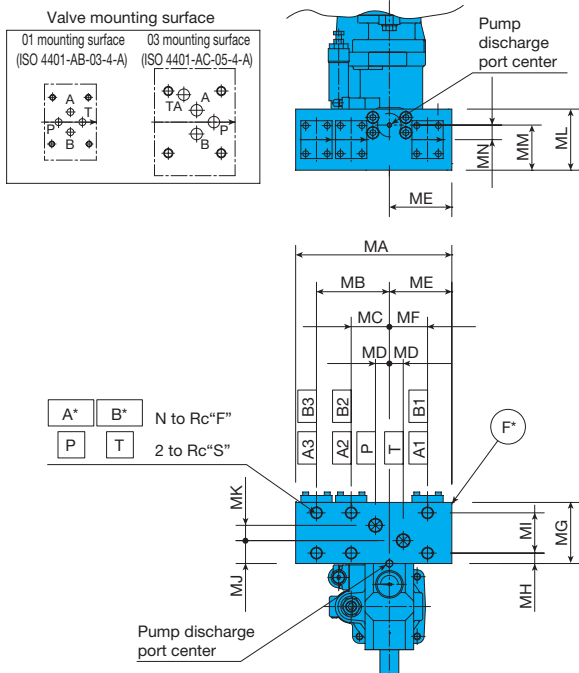 Valve mounting surface
01 mounting surface
(ISO 4401-AB-03-4-A)
03 mounting surface
(ISO 4401-AC-05-4-A)
A
T
P
B
TA
A
P
B
Pump
discharge
port center
MN
MM
ML
ME
MA
MB
ME
MC
MF
MD
MD
B3
B2
B1
A3
A2
P
T
A1
A*
B*
N to Rc“F”
P
T
2 to Rc“S”
F*
MK
MJ
MI
MG
MH
Pump discharge
port center